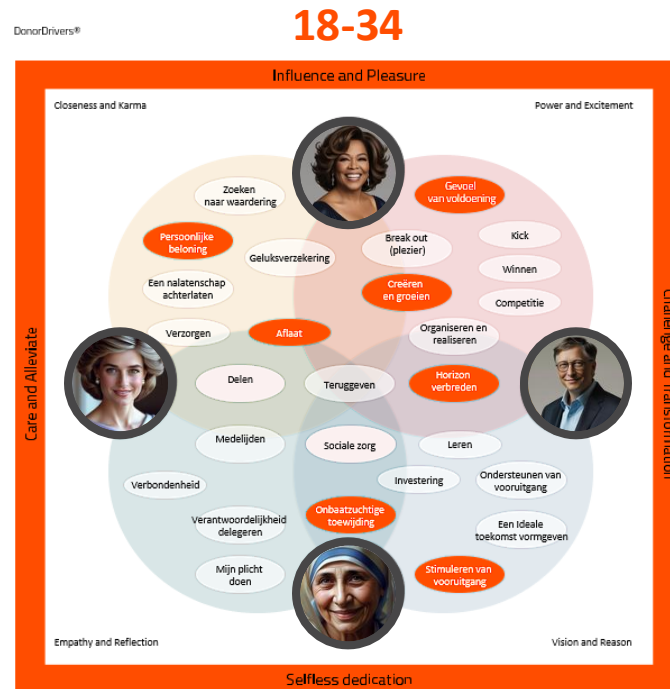 DonorDrivers®
18-34
Influence and Pleasure
Closeness and Karma
Power and Excitement
Zoeken
naar waardering
Gevoel
van voldoening
Persoonlijke
beloning
Geluksverzekering
Break out
(plezier)
Kick
Winnen
Een nalatenschap
achterlaten
Creëren
en groeien
Competitie
Verzorgen
Aflaat
Organiseren en
realiseren
Care and Alleviate
Challenge and Transformation
Delen
Teruggeven
Horizon
verbreden
Medelijden
Sociale zorg
Leren
Verbondenheid
Investering
Ondersteunen van
vooruitgang
Verantwoordelijkheid
delegeren
Onbaatzuchtige
toewijding
Een Ideale
toekomst vormgeven
Mijn plicht
doen
Stimuleren van
vooruitgang
Empathy and Reflection
Vision and Reason
Selfless dedication